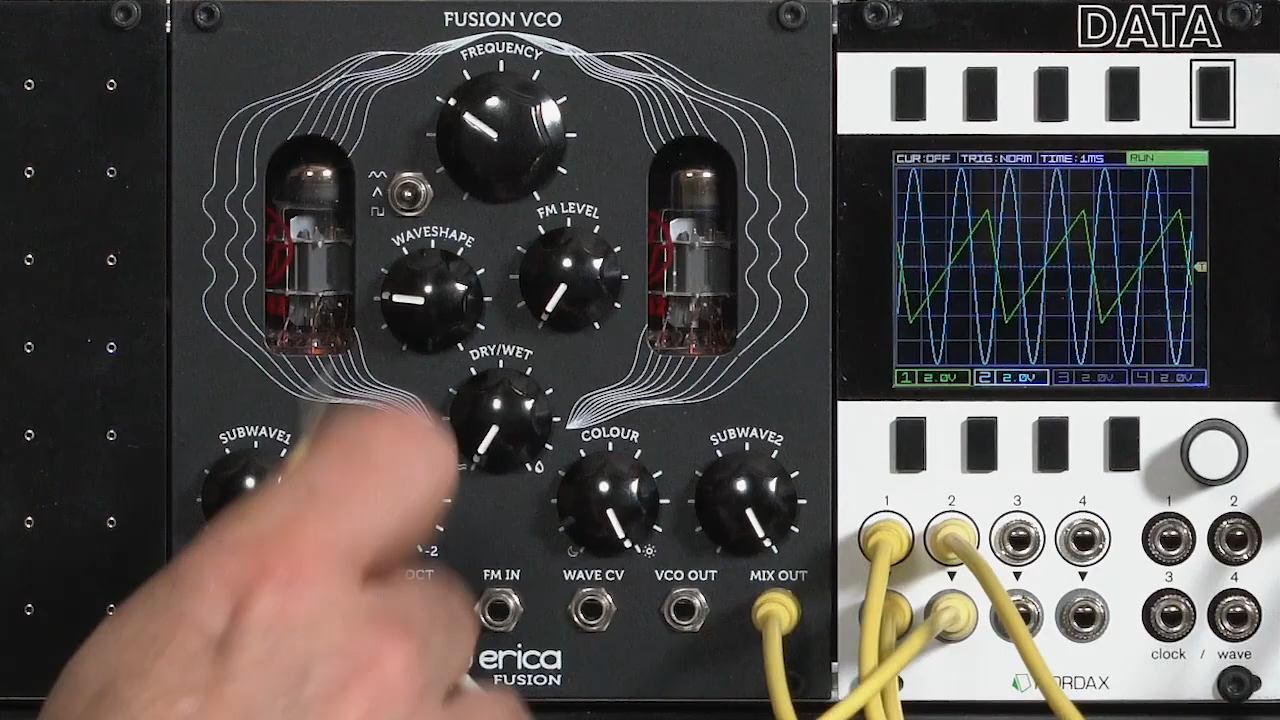 FUSION VCO
FREQUENCY
FM LEVEL
WAVESHAPE
DRY/WET
SUBWAVE1
COLOUR
SUBWAVE2
-2
OCT
FM IN
WAVE CV
VCO OUT
MIX OUT
erica
FUSION
DATA
CUR:OFF TRIG:NORM TIME:1MS RUN
T
1 2.0V 2 2.0V 3 2.0V 4 2.0V
1 2 3 4 1 2
3 4
clock / wave
ORDAX